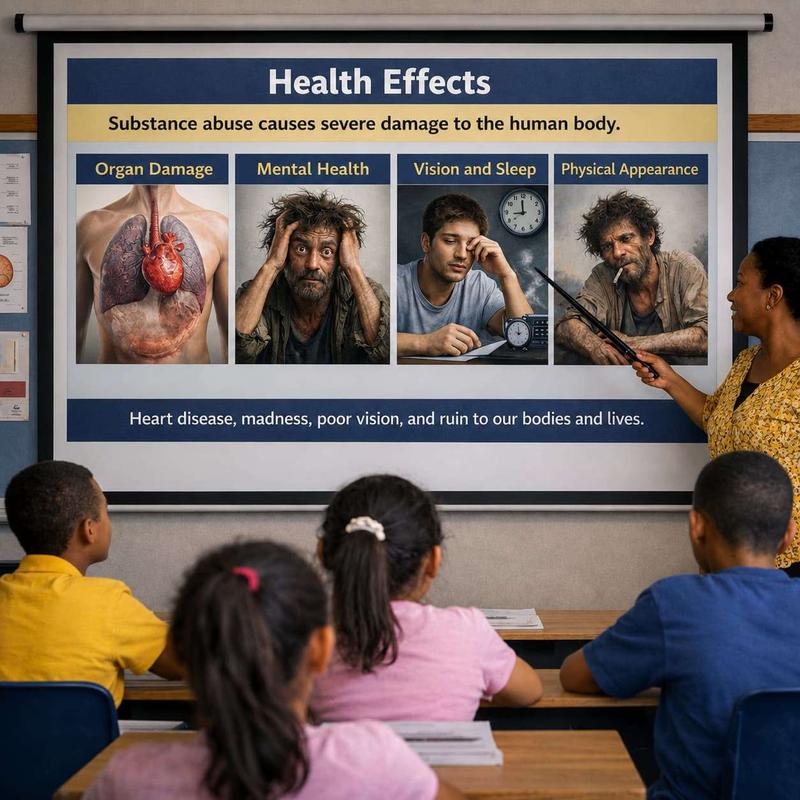 Health Effects
Substance abuse causes severe damage to the human body.
Organ Damage
Mental Health
Vision and Sleep
Physical Appearance
Heart disease, madness, poor vision, and ruin to our bodies and lives.